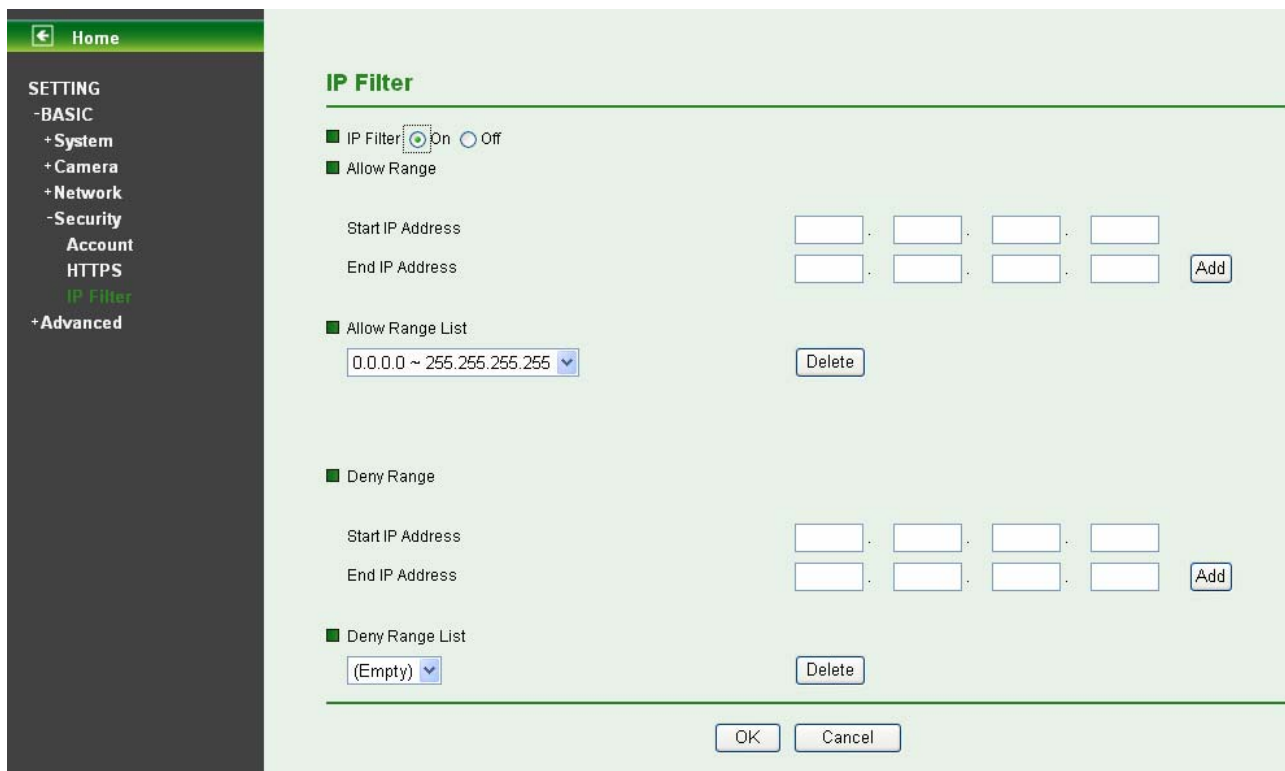 Home
SETTING
-BASIC
+System
+Camera
+Network
-Security
Account
HTTPS
IP Filter
+Advanced
IP Filter
IP Filter On Off
Allow Range
Start IP Address . . .
End IP Address . . . Add
Allow Range List
0.0.0.0 ~ 255.255.255.255 Delete
Deny Range
Start IP Address . . .
End IP Address . . . Add
Deny Range List
(Empty) Delete
OK Cancel